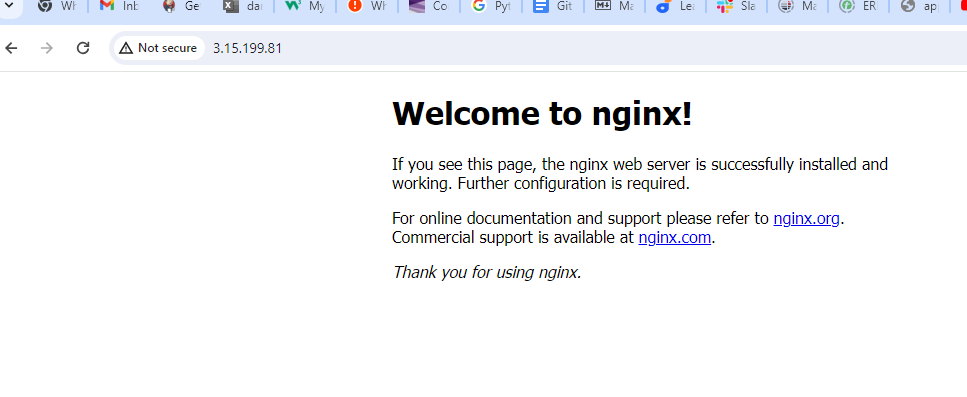 Wh
Inb
Ge
dar
My
Wh
Co
Pyt
Git
Ma
Lea
Sla
Ma
ER
app
Not secure
3.15.199.81
Welcome to nginx!
If you see this page, the nginx web server is successfully installed and
working. Further configuration is required.
For online documentation and support please refer to nginx.org.
Commercial support is available at nginx.com.
Thank you for using nginx.